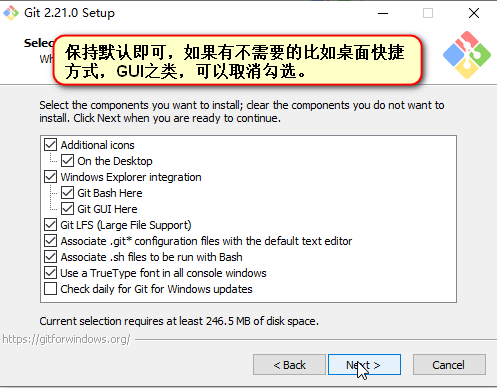 Git 2.21.0 Setup
保持默认即可，如果有不需要的比如桌面快捷
方式，GUI之类，可以取消勾选。
Select the components you want to install; clear the components you do not want to
install. Click Next when you are ready to continue.
Additional icons
On the Desktop
Windows Explorer integration
Git Bash Here
Git GUI Here
Git LFS (Large File Support)
Associate .git* configuration files with the default text editor
Associate .sh files to be run with Bash
Use a TrueType font in all console windows
Check daily for Git for Windows updates
Current selection requires at least 246.5 MB of disk space.
https://gitforwindows.org/
< Back
Next >
Cancel